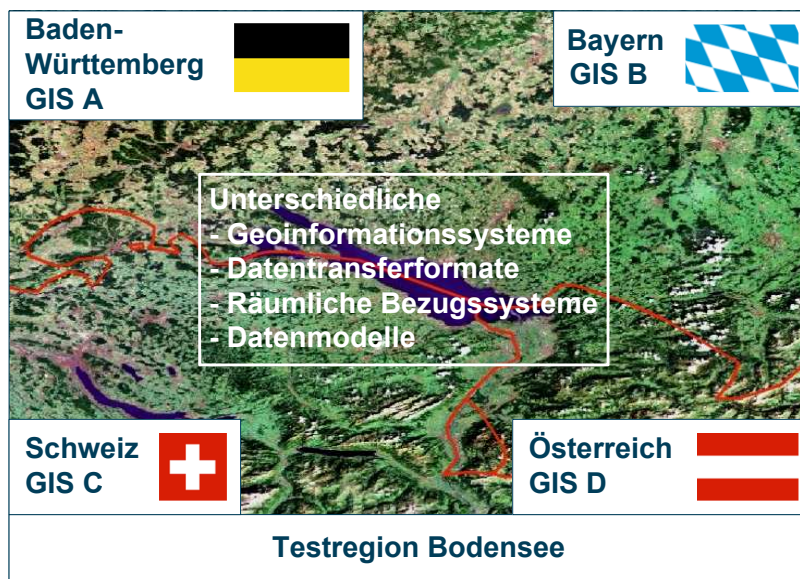 Baden-
Württemberg
GIS A
Bayern
GIS B
Unterschiedliche
- Geoinformationssysteme
- Datentransferformate
- Räumliche Bezugssysteme
- Datenmodelle
Schweiz
GIS C
Österreich
GIS D
Testregion Bodensee